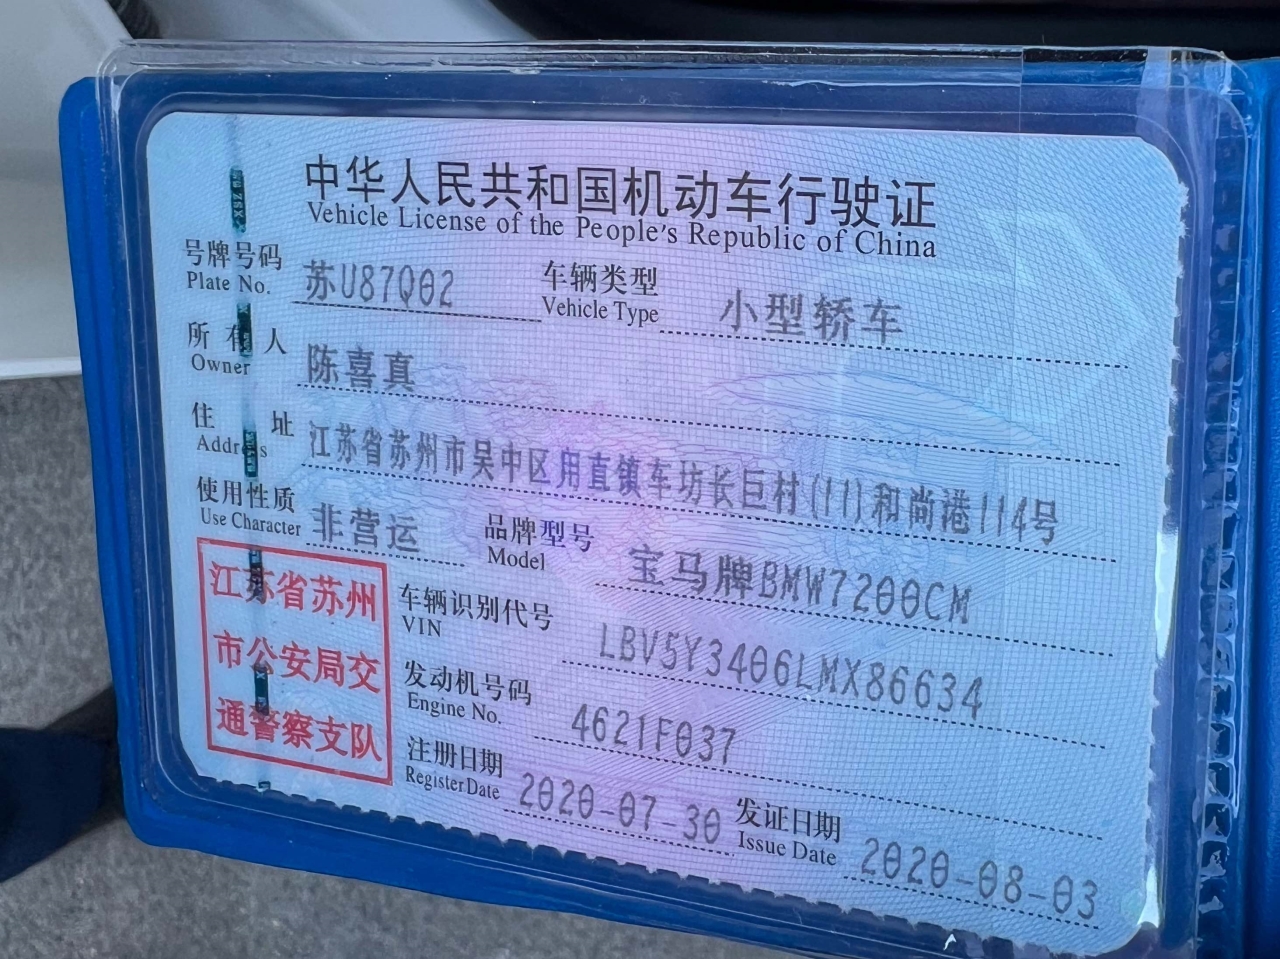 中华人民共和国机动车行驶证
Vehicle License of the People's Republic of China
号牌号码 苏U87Q02 车辆类型 小型轿车
Plate No. Vehicle Type
所有人 陈喜真
Owner
住址 江苏省苏州市吴中区甪直镇车坊长巨村(11)和尚港114号
Address
使用性质 非营运 品牌型号 宝马牌BMW7200CM
Use Character Model
江苏省苏州
市公安局交
通警察支队
车辆识别代号 LBV5Y3406LMX86634
VIN
发动机号码 4621F037
Engine No.
注册日期 2020-07-30 发证日期 2020-08-03
Register Date Issue Date